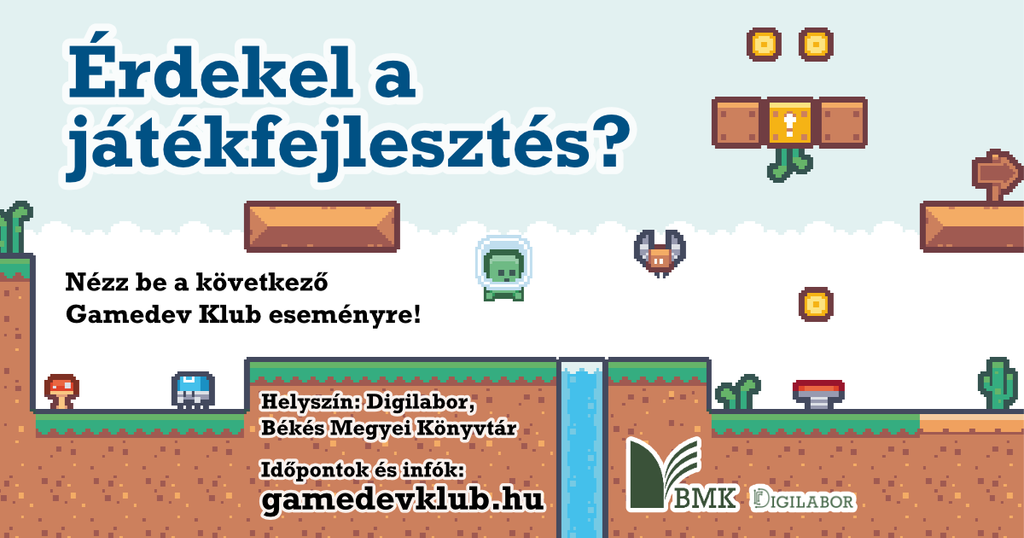 Érdekel a
játékfejlesztés?
Nézz be a következő
Gamedev Klub eseményre!
Helyszín: Digilabor,
Békés Megyei Könyvtár
Időpontok és infók:
gamedevklub.hu
BMK DIGILABOR
!